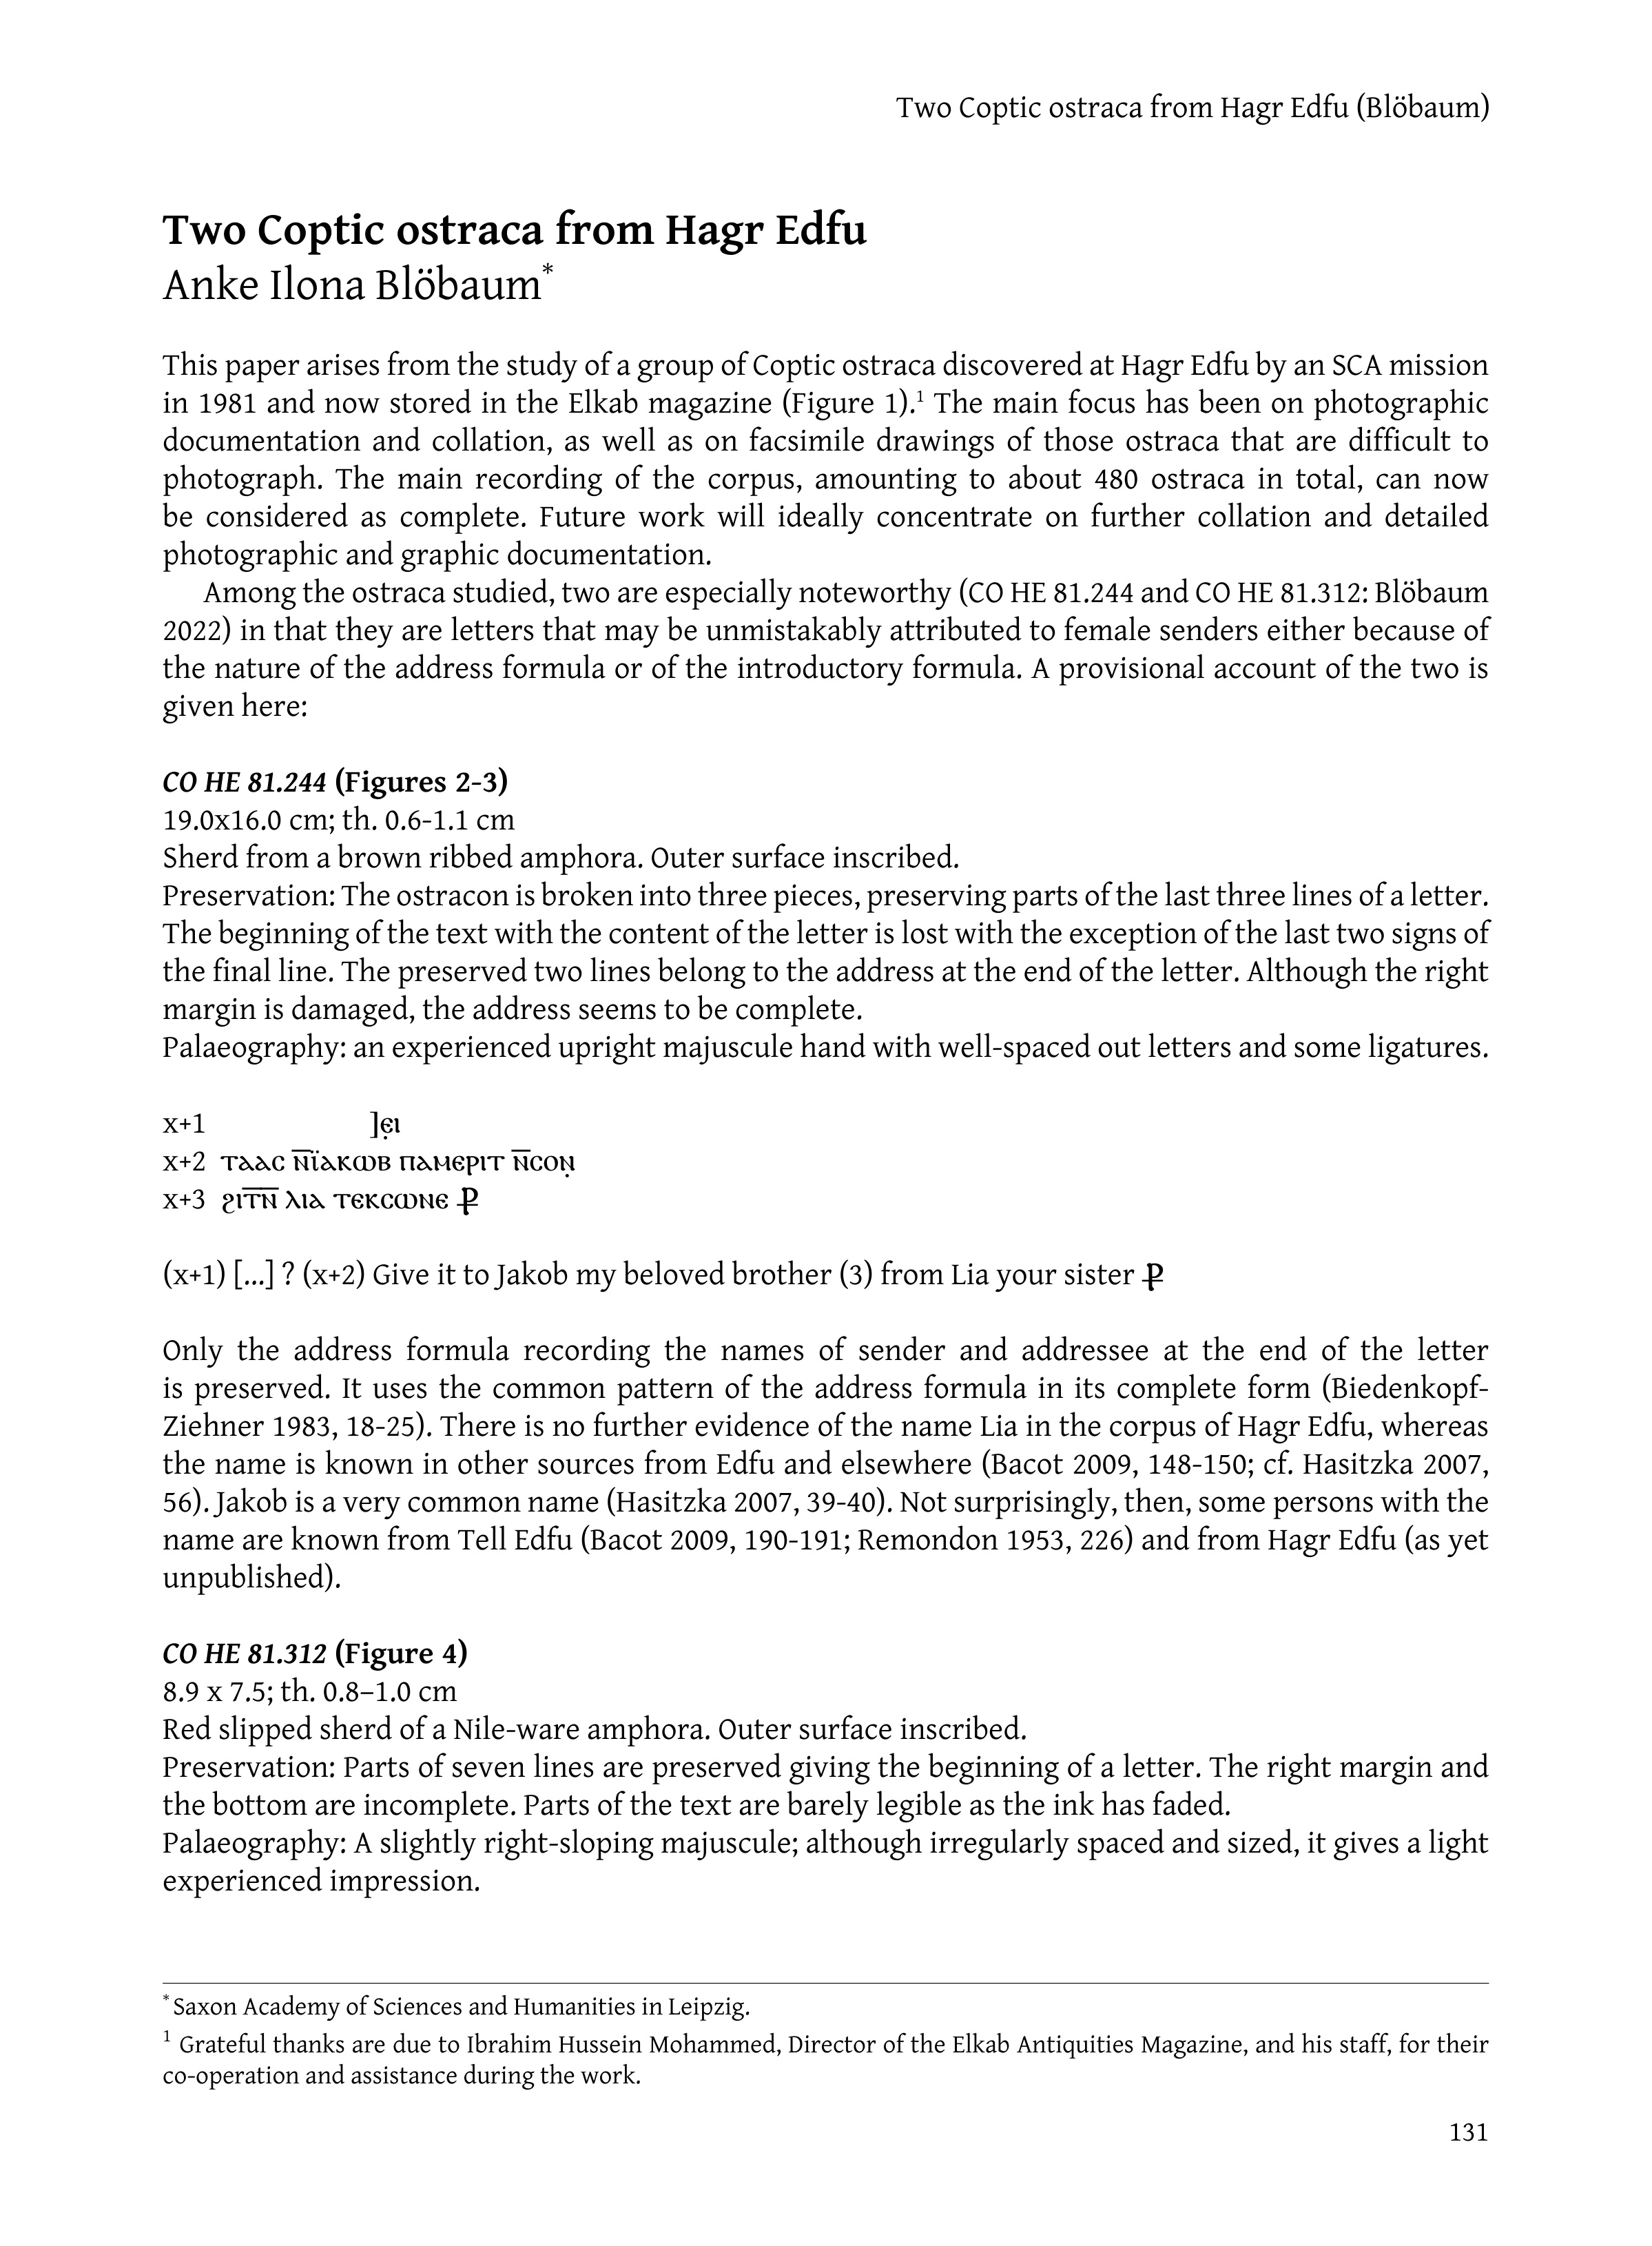 Two Coptic ostraca from Hagr Edfu (Blöbaum)
Two Coptic ostraca from Hagr Edfu
Anke Ilona Blöbaum*
This paper arises from the study of a group of Coptic ostraca discovered at Hagr Edfu by an SCA mission
in 1981 and now stored in the Elkab magazine (Figure 1).¹ The main focus has been on photographic
documentation and collation, as well as on facsimile drawings of those ostraca that are difficult to
photograph. The main recording of the corpus, amounting to about 480 ostraca in total, can now
be considered as complete. Future work will ideally concentrate on further collation and detailed
photographic and graphic documentation.
Among the ostraca studied, two are especially noteworthy (CO HE 81.244 and CO HE 81.312: Blöbaum
2022) in that they are letters that may be unmistakably attributed to female senders either because of
the nature of the address formula or of the introductory formula. A provisional account of the two is
given here:
CO HE 81.244 (Figures 2-3)
19.0x16.0 cm; th. 0.6-1.1 cm
Sherd from a brown ribbed amphora. Outer surface inscribed.
Preservation: The ostracon is broken into three pieces, preserving parts of the last three lines of a letter.
The beginning of the text with the content of the letter is lost with the exception of the last two signs of
the final line. The preserved two lines belong to the address at the end of the letter. Although the right
margin is damaged, the address seems to be complete.
Palaeography: an experienced upright majuscule hand with well-spaced out letters and some ligatures.
x+1 ]ⲉ̣ⲓ
x+2 ⲧⲁⲁⲥ ⲛ̅ⲓ̈ⲁⲕⲱⲃ ⲡⲁⲙⲉⲣⲓⲧ ⲛ̅ⲥⲟⲛ̣
x+3 ϩⲓⲧ̅ⲛ̅ ⲗⲓⲁ ⲧⲉⲕⲥⲱⲛⲉ ⳨
(x+1) [...] ? (x+2) Give it to Jakob my beloved brother (3) from Lia your sister ⳨
Only the address formula recording the names of sender and addressee at the end of the letter
is preserved. It uses the common pattern of the address formula in its complete form (Biedenkopf-
Ziehner 1983, 18-25). There is no further evidence of the name Lia in the corpus of Hagr Edfu, whereas
the name is known in other sources from Edfu and elsewhere (Bacot 2009, 148-150; cf. Hasitzka 2007,
56). Jakob is a very common name (Hasitzka 2007, 39-40). Not surprisingly, then, some persons with the
name are known from Tell Edfu (Bacot 2009, 190-191; Remondon 1953, 226) and from Hagr Edfu (as yet
unpublished).
CO HE 81.312 (Figure 4)
8.9 x 7.5; th. 0.8–1.0 cm
Red slipped sherd of a Nile-ware amphora. Outer surface inscribed.
Preservation: Parts of seven lines are preserved giving the beginning of a letter. The right margin and
the bottom are incomplete. Parts of the text are barely legible as the ink has faded.
Palaeography: A slightly right-sloping majuscule; although irregularly spaced and sized, it gives a light
experienced impression.
* Saxon Academy of Sciences and Humanities in Leipzig.
¹ Grateful thanks are due to Ibrahim Hussein Mohammed, Director of the Elkab Antiquities Magazine, and his staff, for their
co-operation and assistance during the work.
131